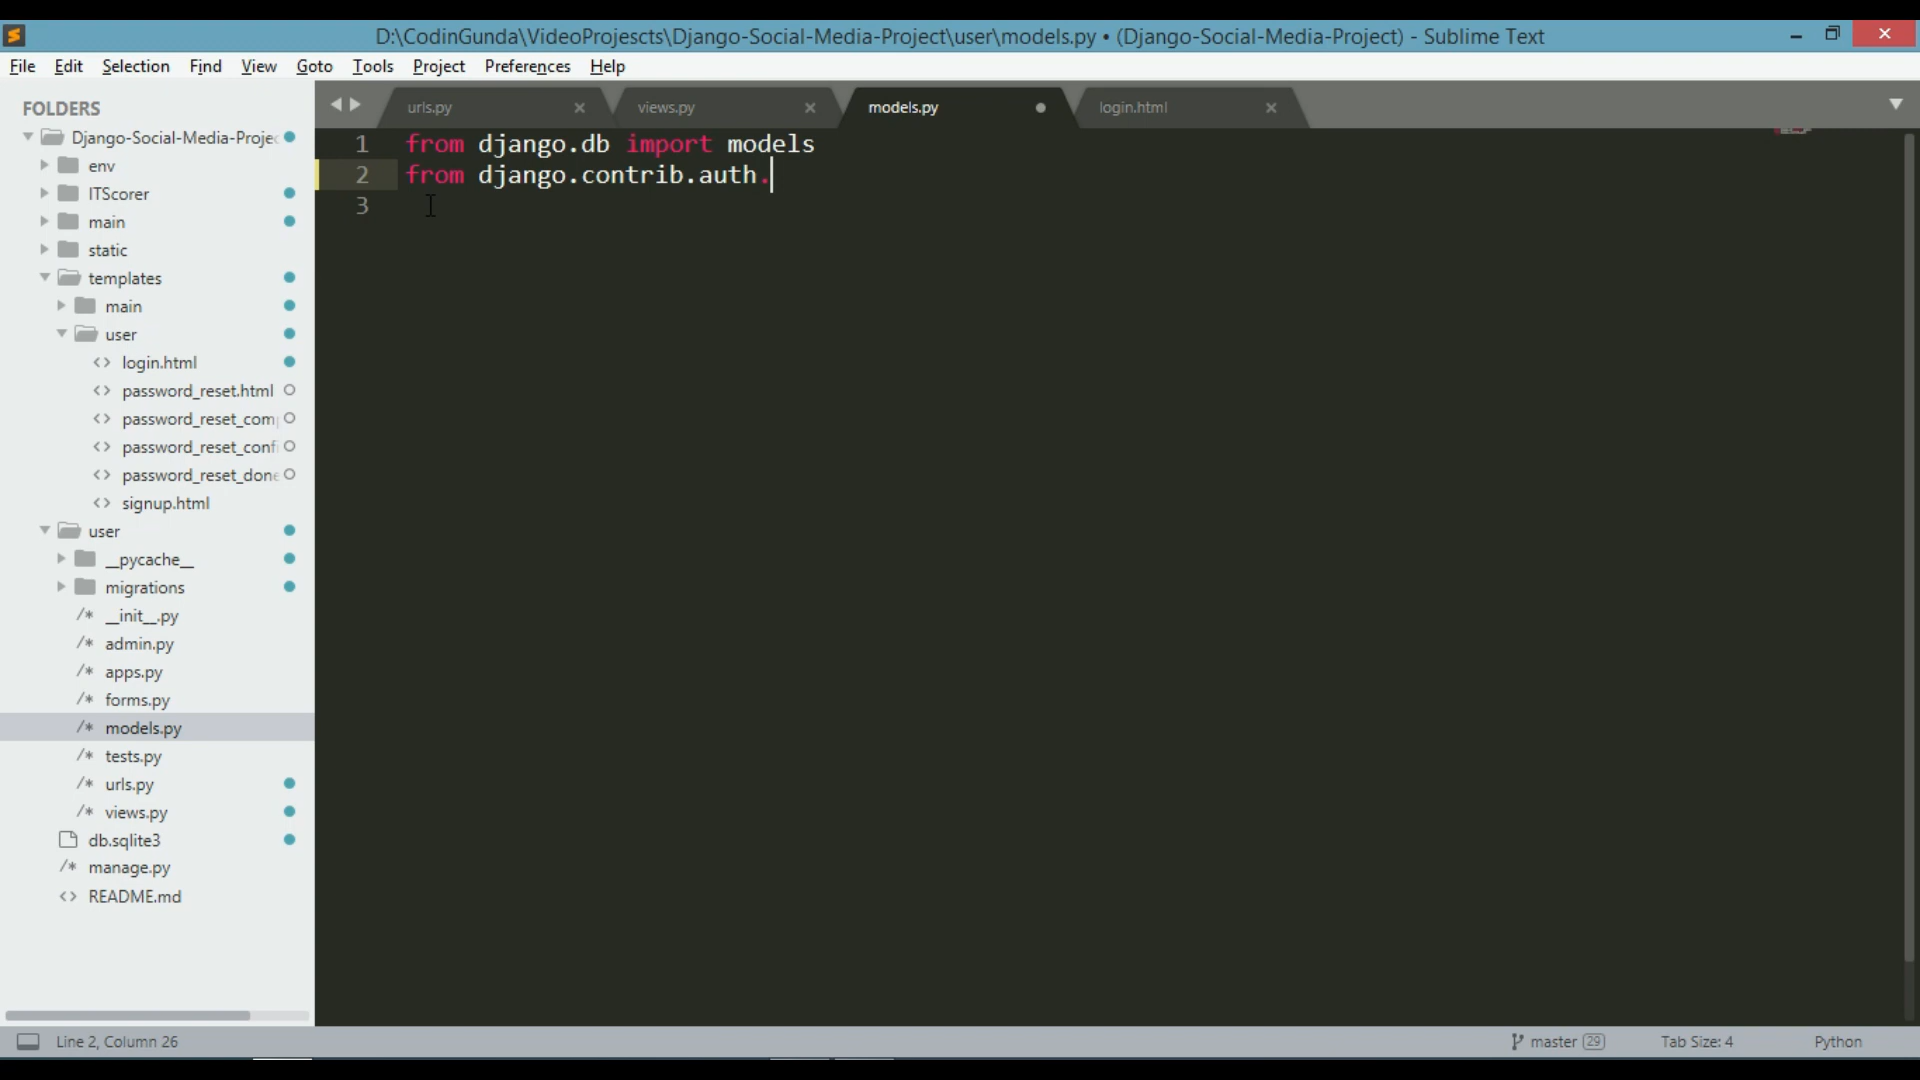 D:\CodinGunda\VideoProjescts\Django-Social-Media-Project\user\models.py • (Django-Social-Media-Project) - Sublime Text
File Edit Selection Find View Goto Tools Project Preferences Help
FOLDERS
Django-Social-Media-Projec
env
ITScorer
main
static
templates
main
user
login.html
password_reset.html
password_reset_com
password_reset_confi
password_reset_done
signup.html
user
__pycache__
migrations
/* __init__.py
/* admin.py
/* apps.py
/* forms.py
/* models.py
/* tests.py
/* urls.py
/* views.py
db.sqlite3
/* manage.py
<> README.md
urls.py views.py models.py login.html
1 from django.db import models
2 from django.contrib.auth.
3
Line 2, Column 26 master 29 Tab Size: 4 Python